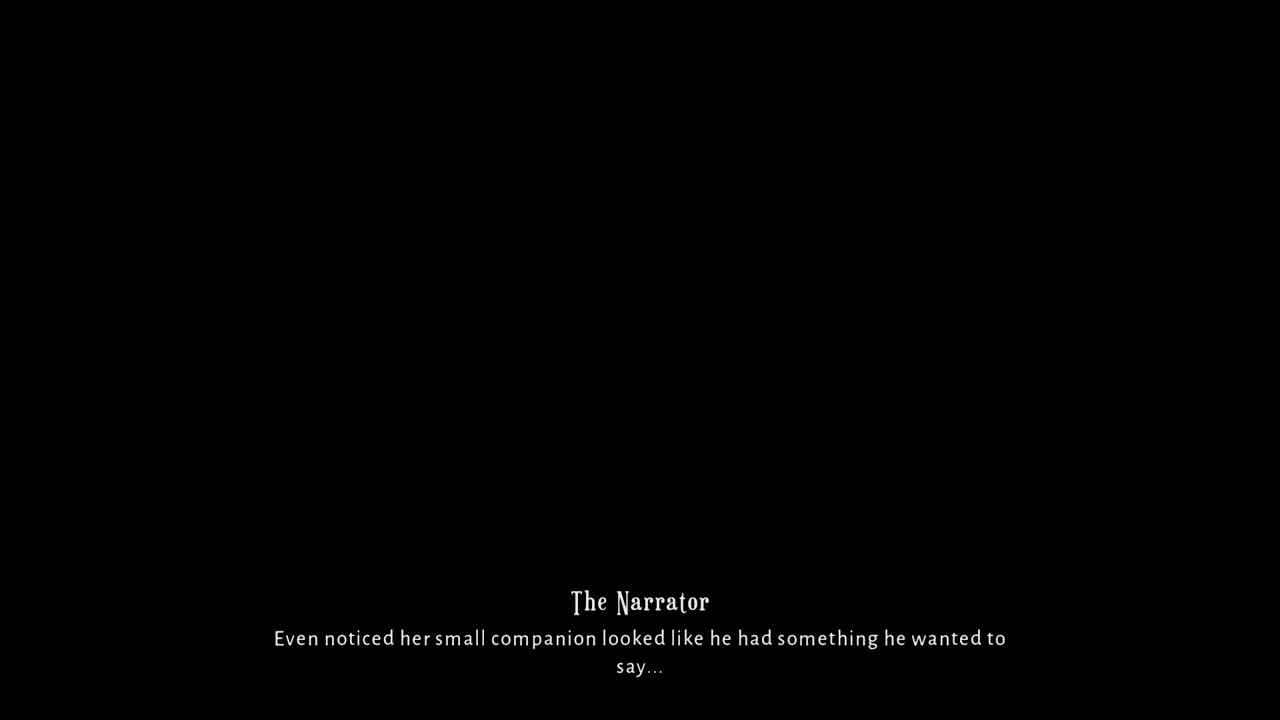 The Narrator
Even noticed her small companion looked like he had something he wanted to
say...